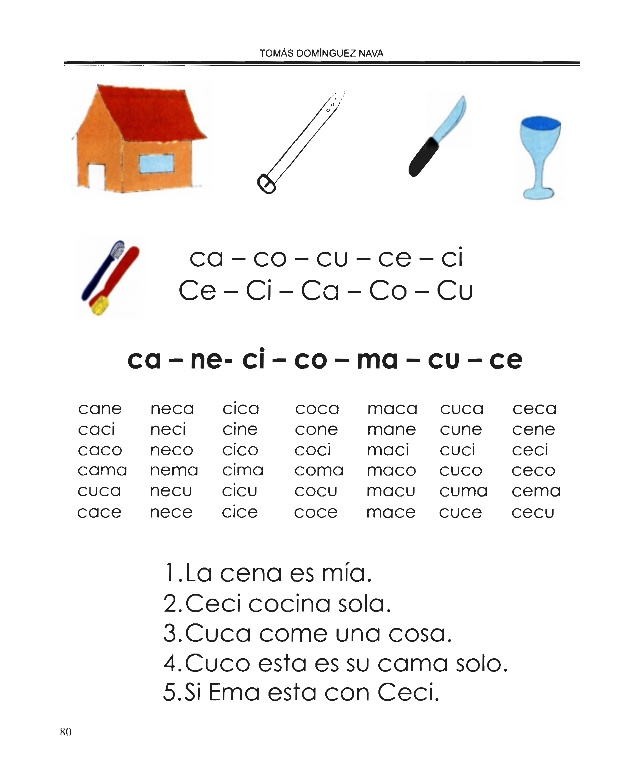 TOMÁS DOMÍNGUEZ NAVA
ca – co – cu – ce – ci
Ce – Ci – Ca – Co – Cu
ca – ne- ci – co – ma – cu – ce
cane neca cica coca maca cuca ceca
caci neci cine cone mane cune cene
caco neco cico coci maci cuci ceci
cama nema cima coma maco cuco ceco
cuca necu cicu cocu macu cuma cema
cace nece cice coce mace cuce cecu
1.La cena es mía.
2.Ceci cocina sola.
3.Cuca come una cosa.
4.Cuco esta es su cama solo.
5.Si Ema esta con Ceci.
80